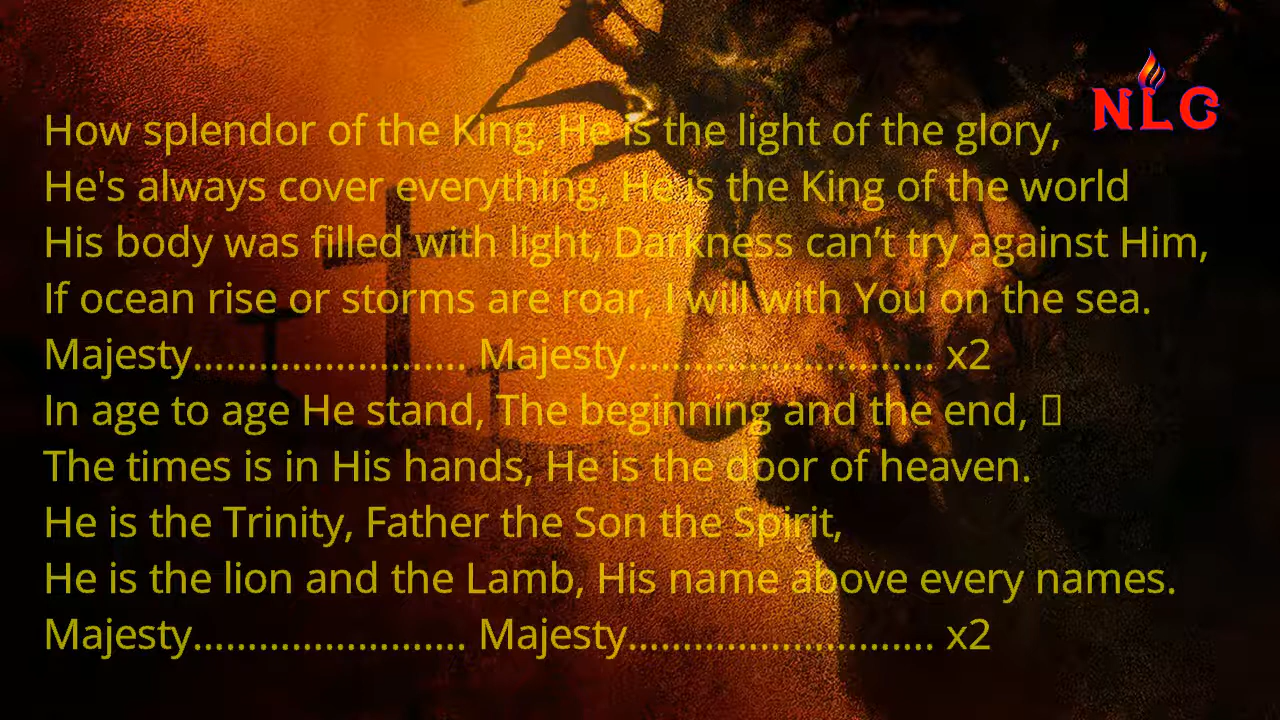 NLC
How splendor of the King, He is the light of the glory,
He's always cover everything, He is the King of the world
His body was filled with light, Darkness can’t try against Him,
If ocean rise or storms are roar, I will with You on the sea.
Majesty......................... Majesty............................ x2
In age to age He stand, The beginning and the end, 
The times is in His hands, He is the door of heaven.
He is the Trinity, Father the Son the Spirit,
He is the lion and the Lamb, His name above every names.
Majesty......................... Majesty............................ x2